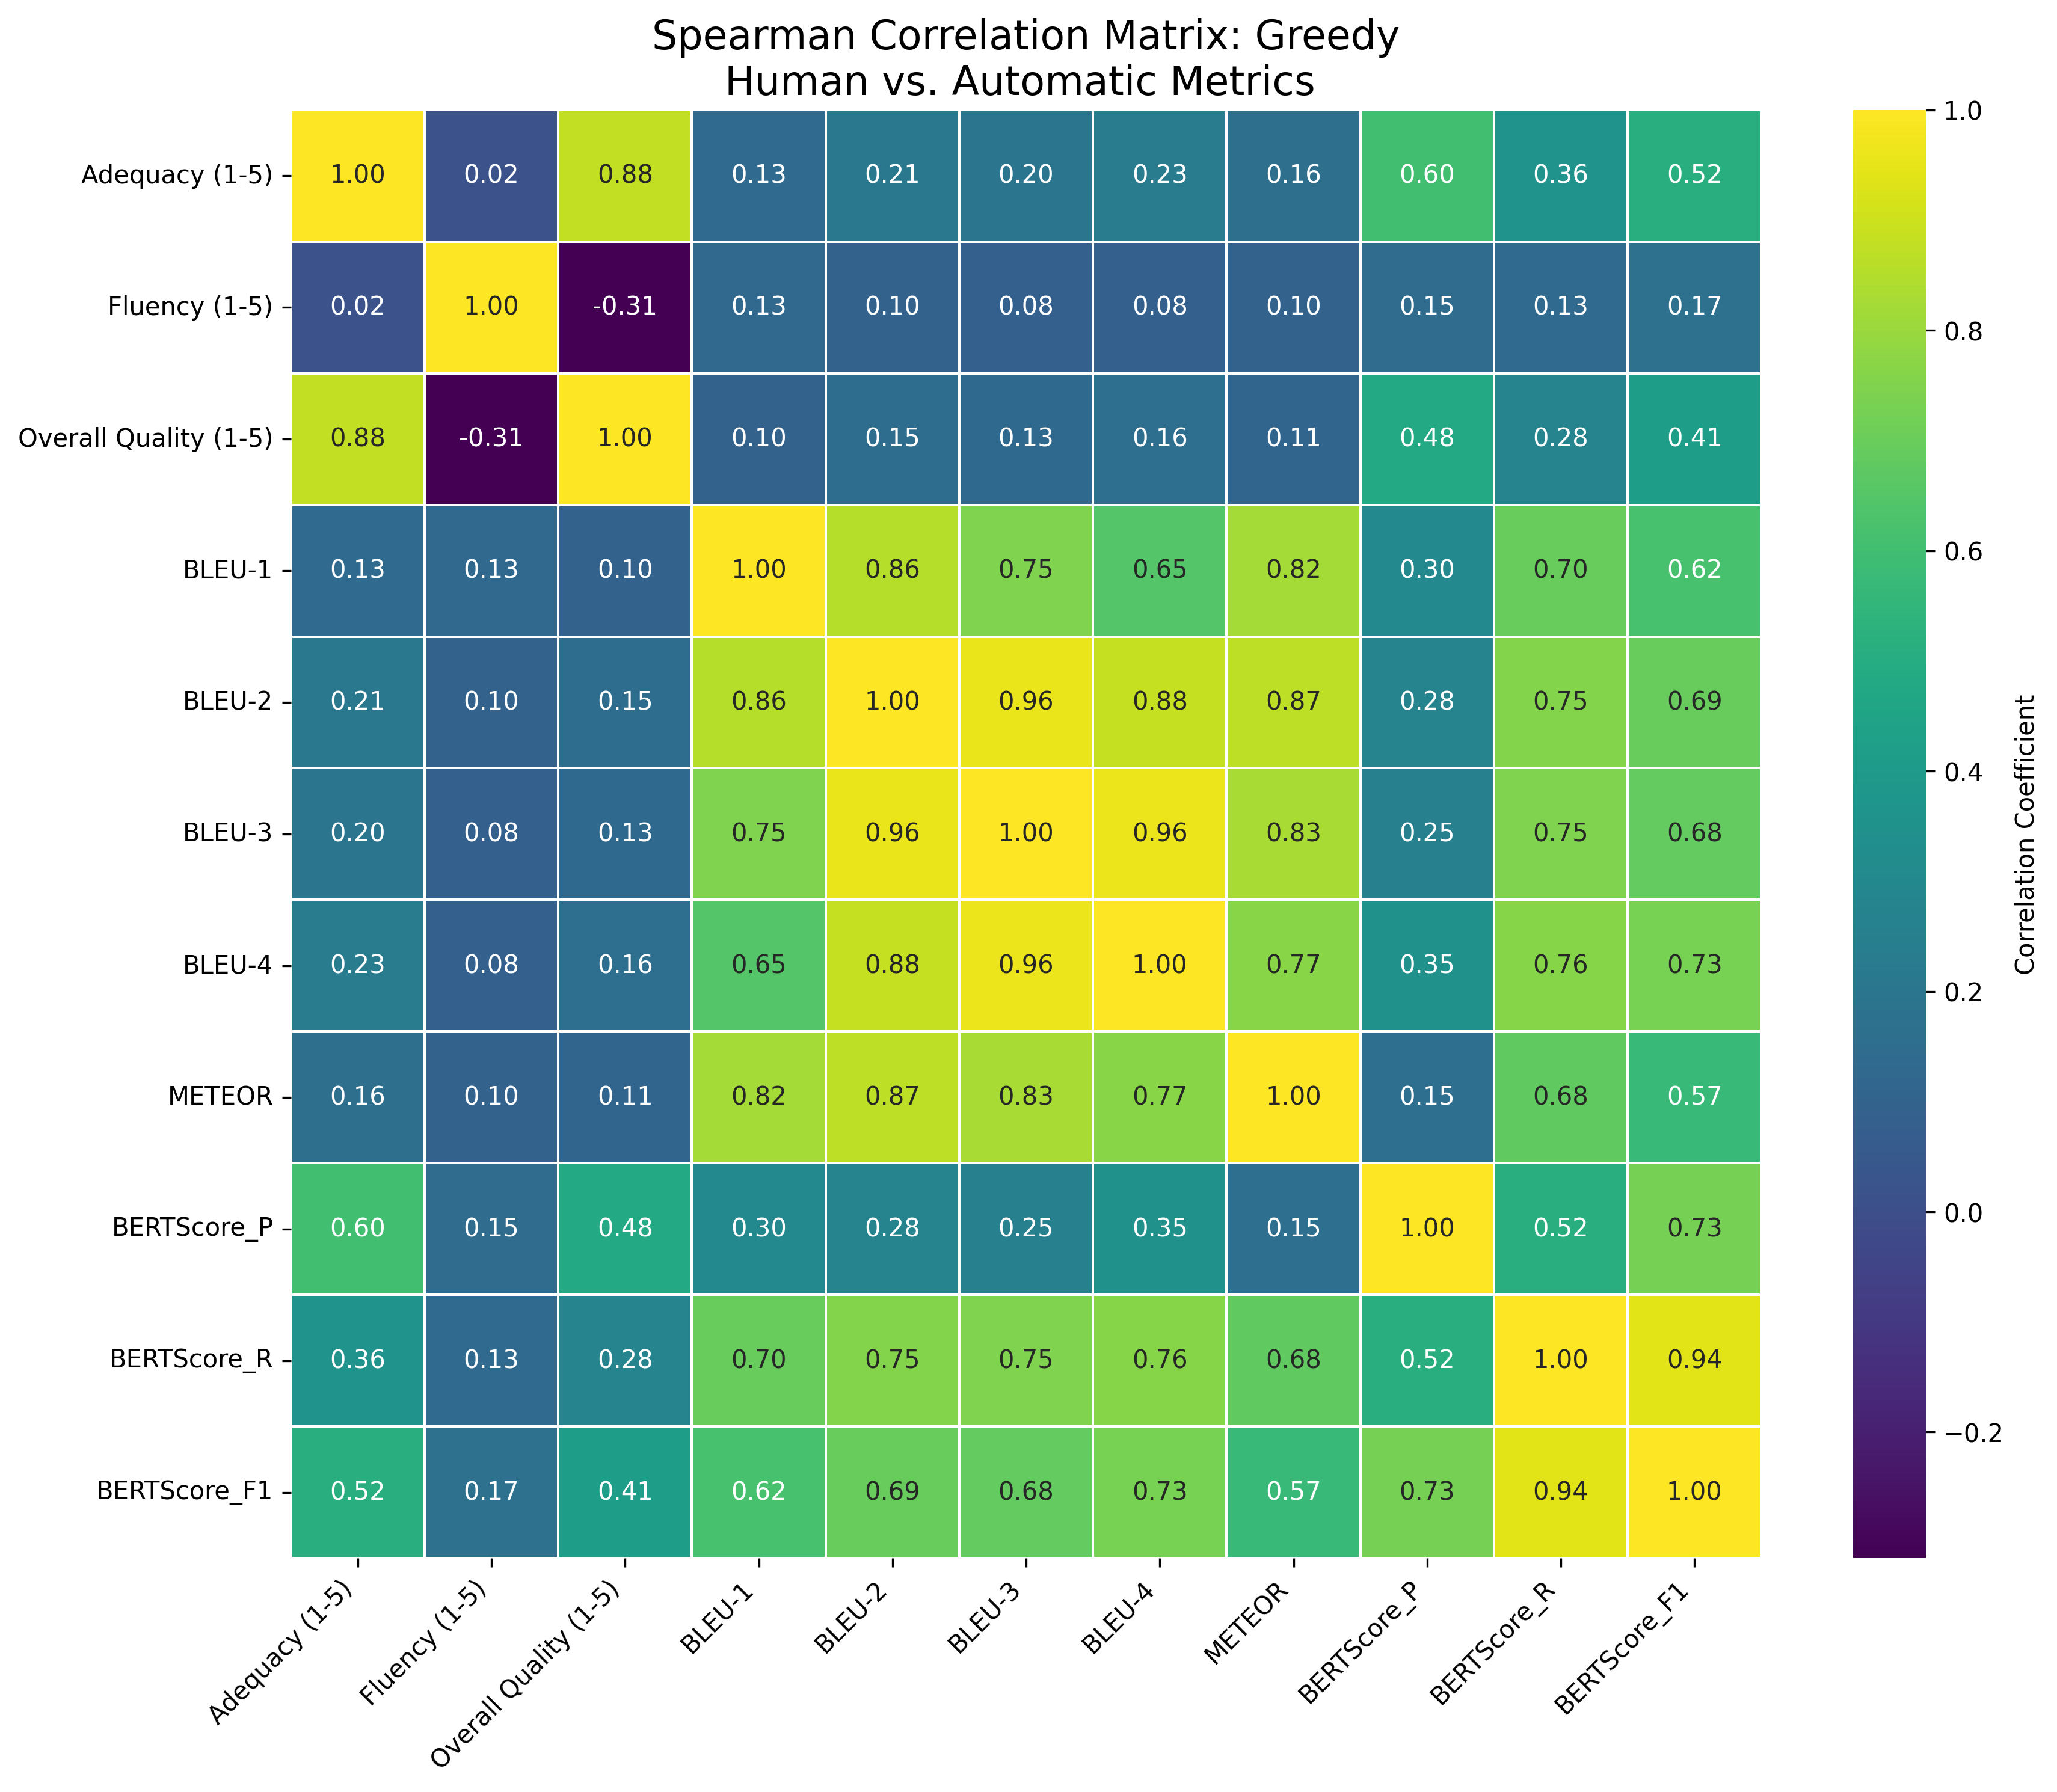 Spearman Correlation Matrix: Greedy
Human vs. Automatic Metrics
Adequacy (1-5) 1.00 0.02 0.88 0.13 0.21 0.20 0.23 0.16 0.60 0.36 0.52
Fluency (1-5) 0.02 1.00 -0.31 0.13 0.10 0.08 0.08 0.10 0.15 0.13 0.17
Overall Quality (1-5) 0.88 -0.31 1.00 0.10 0.15 0.13 0.16 0.11 0.48 0.28 0.41
BLEU-1 0.13 0.13 0.10 1.00 0.86 0.75 0.65 0.82 0.30 0.70 0.62
BLEU-2 0.21 0.10 0.15 0.86 1.00 0.96 0.88 0.87 0.28 0.75 0.69
BLEU-3 0.20 0.08 0.13 0.75 0.96 1.00 0.96 0.83 0.25 0.75 0.68
BLEU-4 0.23 0.08 0.16 0.65 0.88 0.96 1.00 0.77 0.35 0.76 0.73
METEOR 0.16 0.10 0.11 0.82 0.87 0.83 0.77 1.00 0.15 0.68 0.57
BERTScore_P 0.60 0.15 0.48 0.30 0.28 0.25 0.35 0.15 1.00 0.52 0.73
BERTScore_R 0.36 0.13 0.28 0.70 0.75 0.75 0.76 0.68 0.52 1.00 0.94
BERTScore_F1 0.52 0.17 0.41 0.62 0.69 0.68 0.73 0.57 0.73 0.94 1.00
Adequacy (1-5)
Fluency (1-5)
Overall Quality (1-5)
BLEU-1
BLEU-2
BLEU-3
BLEU-4
METEOR
BERTScore_P
BERTScore_R
BERTScore_F1
1.0
0.8
0.6
0.4
0.2
0.0
−0.2
Correlation Coefficient